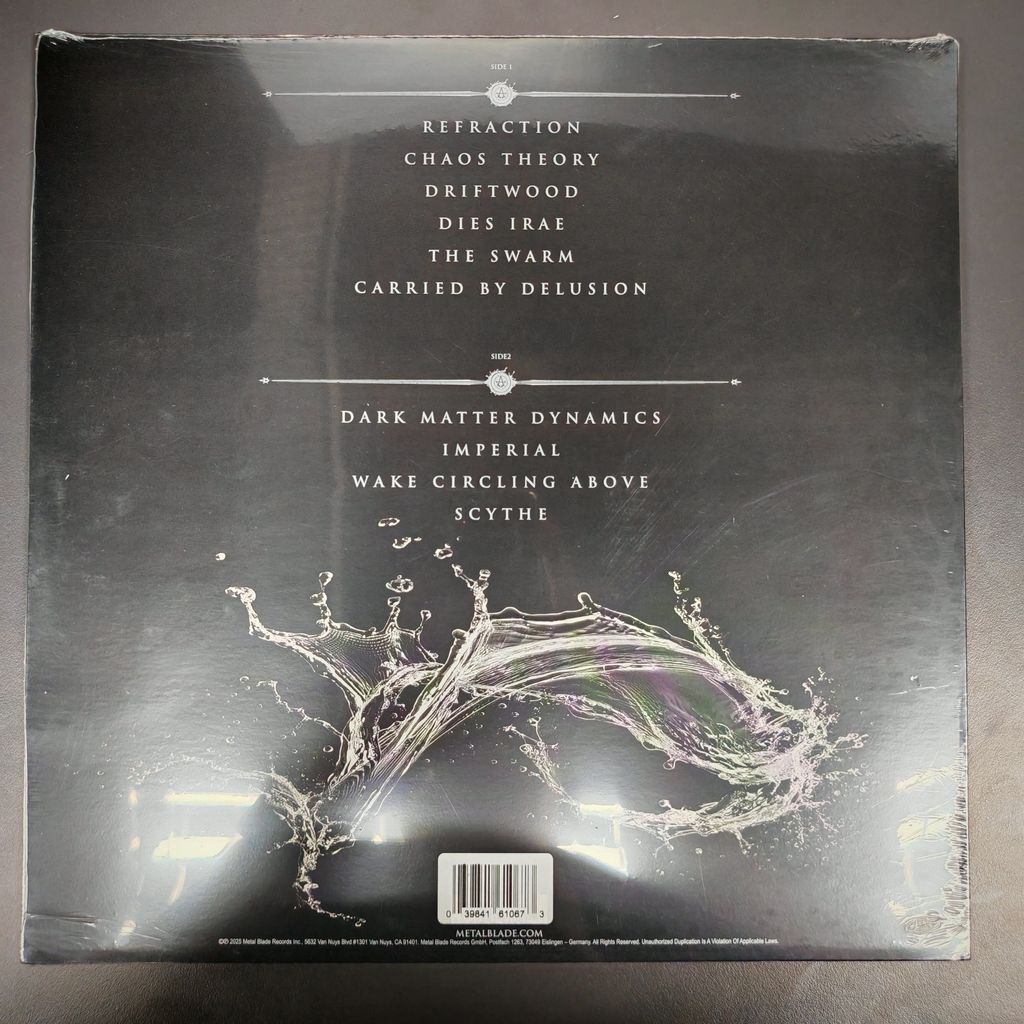 SIDE 1
REFRACTION
CHAOS THEORY
DRIFTWOOD
DIES IRAE
THE SWARM
CARRIED BY DELUSION
SIDE2
DARK MATTER DYNAMICS
IMPERIAL
WAKE CIRCLING ABOVE
SCYTHE
0 39841 61067 3
METALBLADE.COM
©℗ 2025 Metal Blade Records Inc., 5632 Van Nuys Blvd #1301 Van Nuys, CA 91401. Metal Blade Records GmbH, Postfach 1263, 73049 Eislingen – Germany. All Rights Reserved. Unauthorized Duplication Is A Violation Of Applicable Laws.